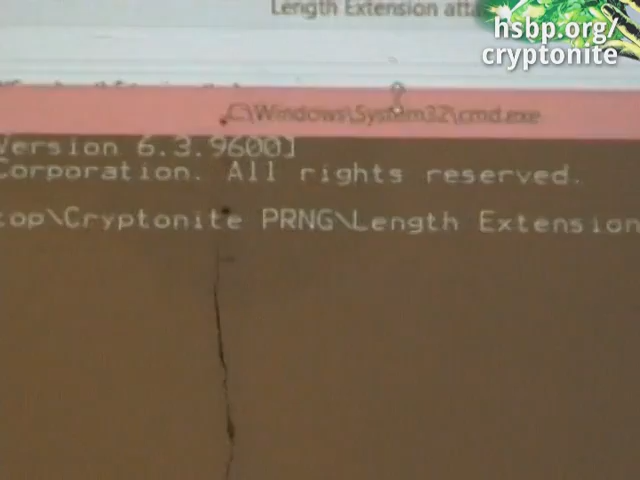 Length Extension atta
hsbp.org/
cryptonite
C:\Windows\System32\cmd.exe
Version 6.3.9600]
Corporation. All rights reserved.
top\Cryptonite PRNG\Length Extension